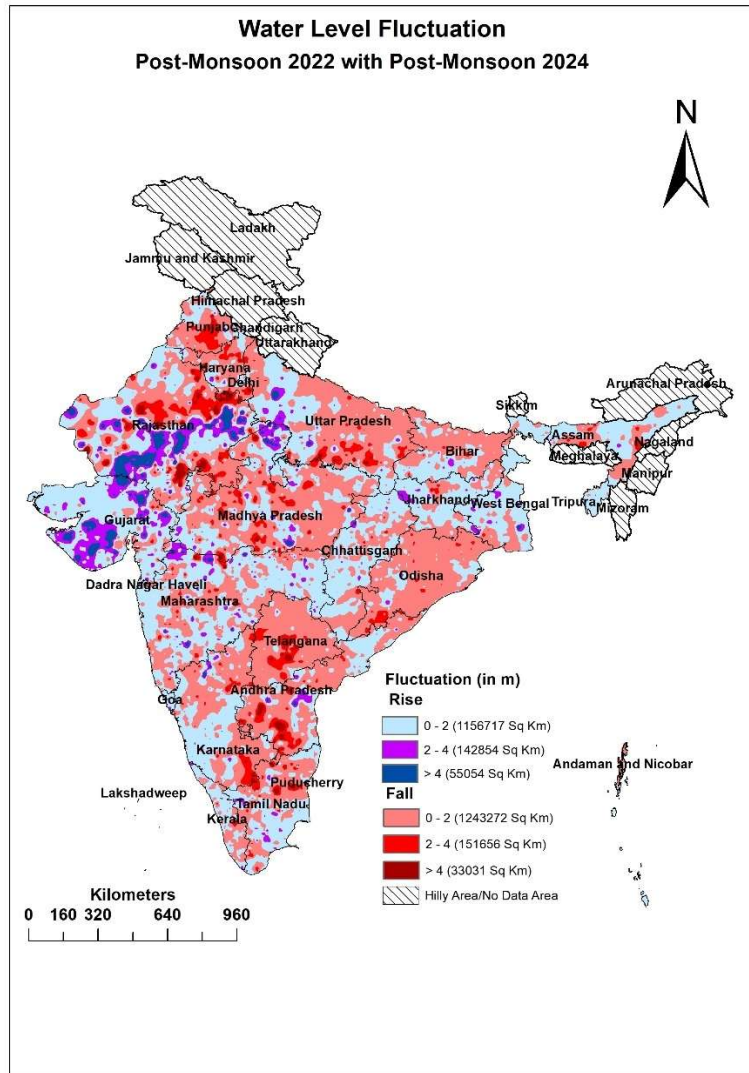 Water Level Fluctuation
Post-Monsoon 2022 with Post-Monsoon 2024
N
Ladakh
Jammu and Kashmir
Himachal Pradesh
Punjab
Chandigarh
Uttarakhand
Haryana
Delhi
Rajasthan
Uttar Pradesh
Bihar
Sikkim
Arunachal Pradesh
Assam
Nagaland
Meghalaya
Manipur
Tripura
Mizoram
Gujarat
Madhya Pradesh
Jharkhand
West Bengal
Chhattisgarh
Odisha
Dadra Nagar Haveli
Maharashtra
Telangana
Andhra Pradesh
Goa
Karnataka
Puducherry
Lakshadweep
Tamil Nadu
Kerala
Andaman and Nicobar
Fluctuation (in m)
Rise
0 - 2 (1156717 Sq Km)
2 - 4 (142854 Sq Km)
> 4 (55054 Sq Km)
Fall
0 - 2 (1243272 Sq Km)
2 - 4 (151656 Sq Km)
> 4 (33031 Sq Km)
Hilly Area/No Data Area
Kilometers
0 160 320 640 960